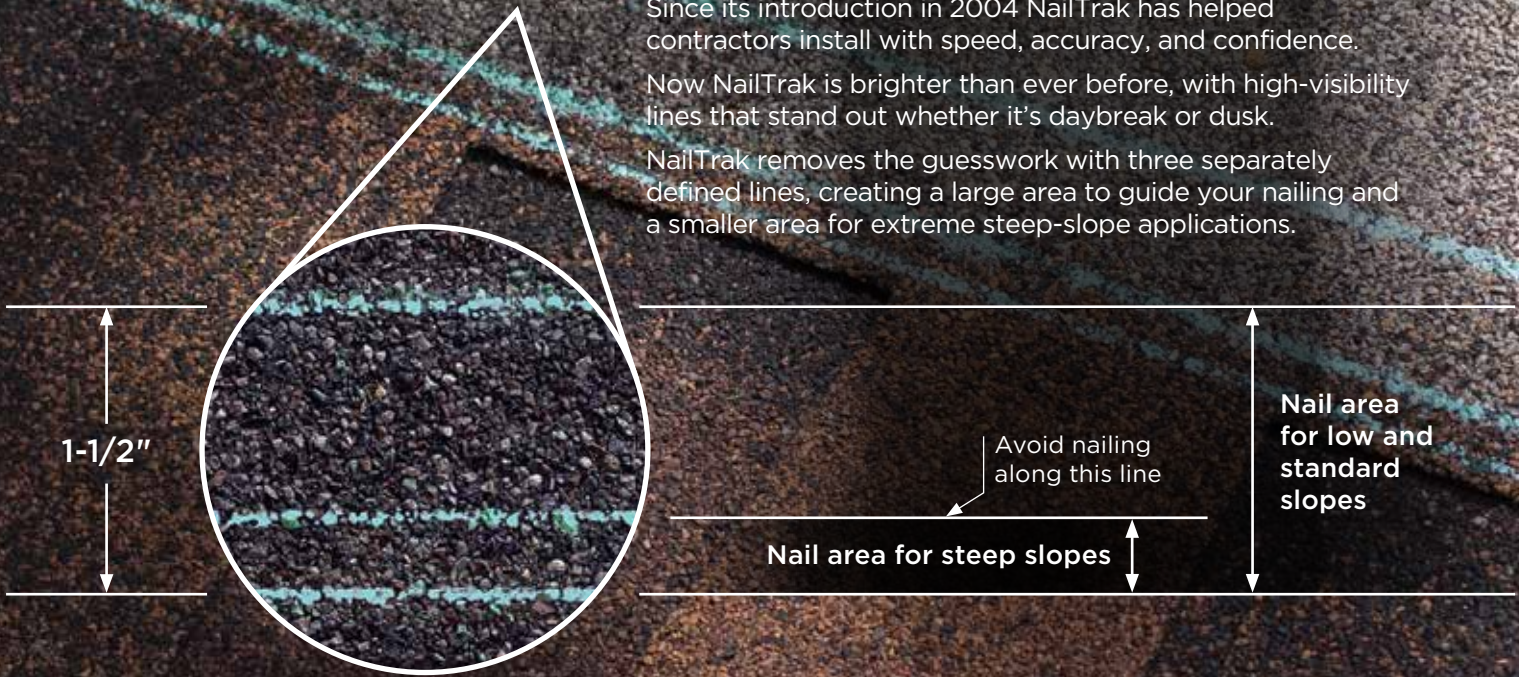 Since its introduction in 2004 NailTrak has helped
contractors install with speed, accuracy, and confidence.
Now NailTrak is brighter than ever before, with high-visibility
lines that stand out whether it’s daybreak or dusk.
NailTrak removes the guesswork with three separately
defined lines, creating a large area to guide your nailing and
a smaller area for extreme steep-slope applications.
1-1/2"
Avoid nailing
along this line
Nail area for steep slopes
Nail area
for low and
standard
slopes